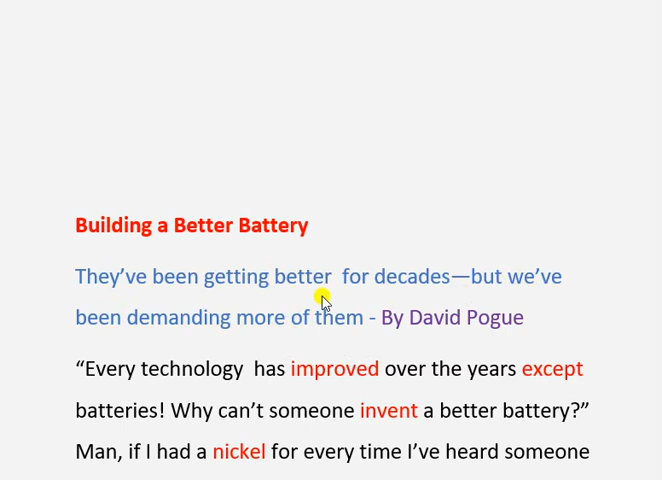 Building a Better Battery
They’ve been getting better  for decades—but we’ve
been demanding more of them - By David Pogue
“Every technology  has improved over the years except
batteries! Why can’t someone invent a better battery?”
Man, if I had a nickel for every time I’ve heard someone